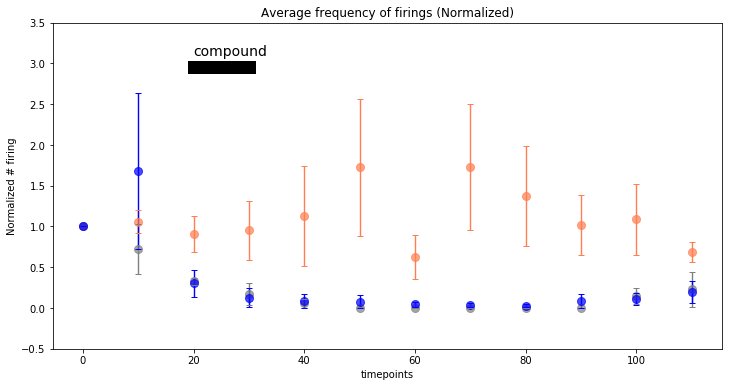 Average frequency of firings (Normalized)
3.5
compound
3.0
2.5
2.0
Normalized # firing
1.5
1.0
0.5
0.0
−0.5
0 20 40 60 80 100
timepoints